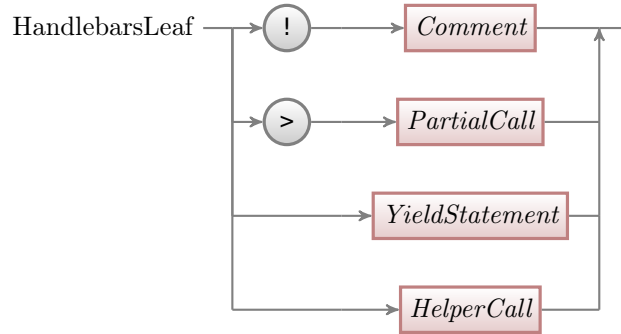 HandlebarsLeaf ! Comment
> PartialCall
YieldStatement
HelperCall